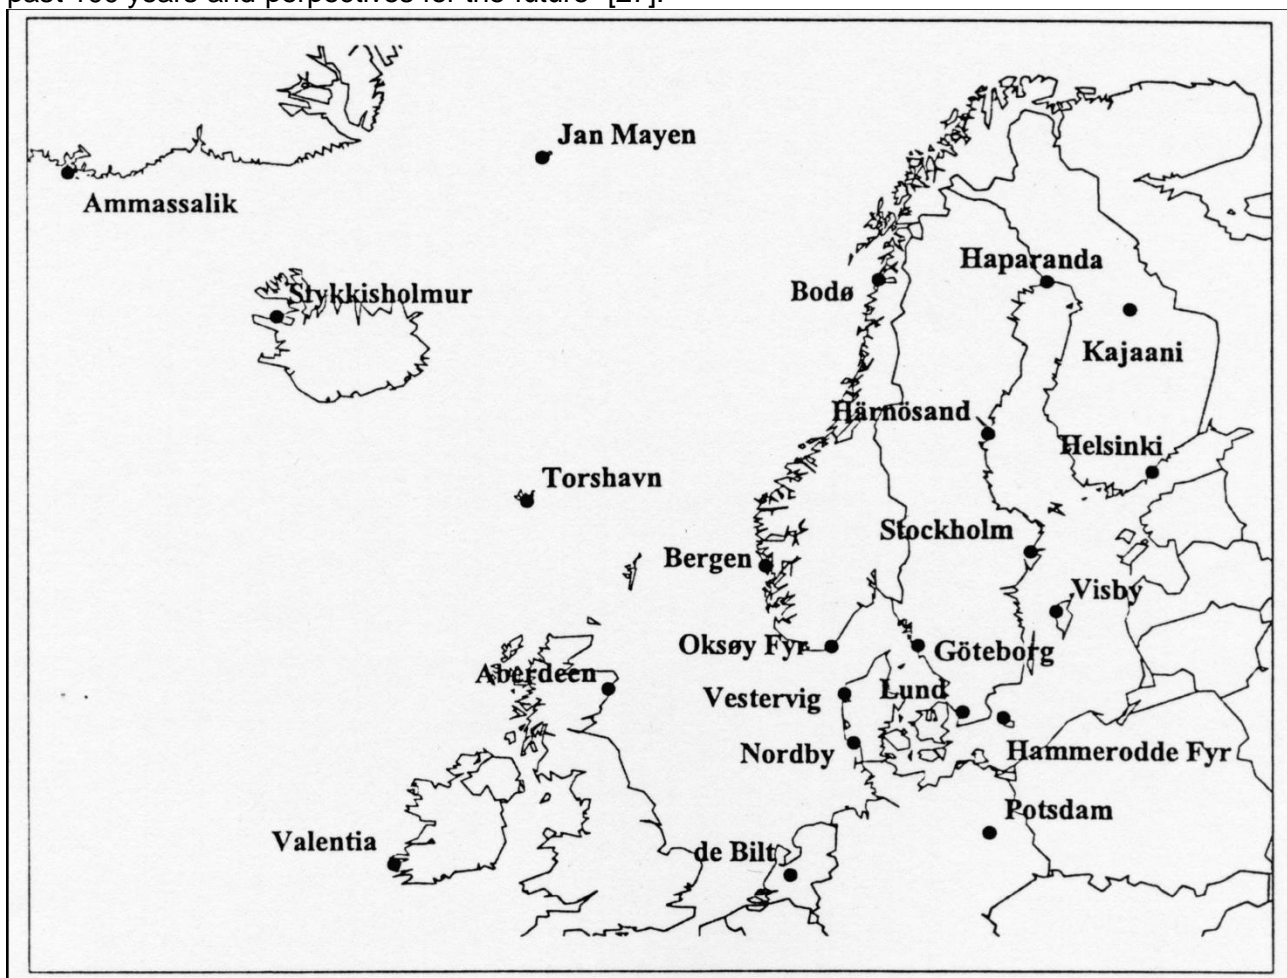 past 100 years and perpectives for the future" [27].
Jan Mayen
Ammassalik
Haparanda
Stykkisholmur
Bodø
Kajaani
Härnösand
Helsinki
Torshavn
Stockholm
Bergen
Visby
Oksøy Fyr
Göteborg
Aberdeen
Vestervig
Lund
Nordby
Hammerodde Fyr
Potsdam
Valentia
de Bilt